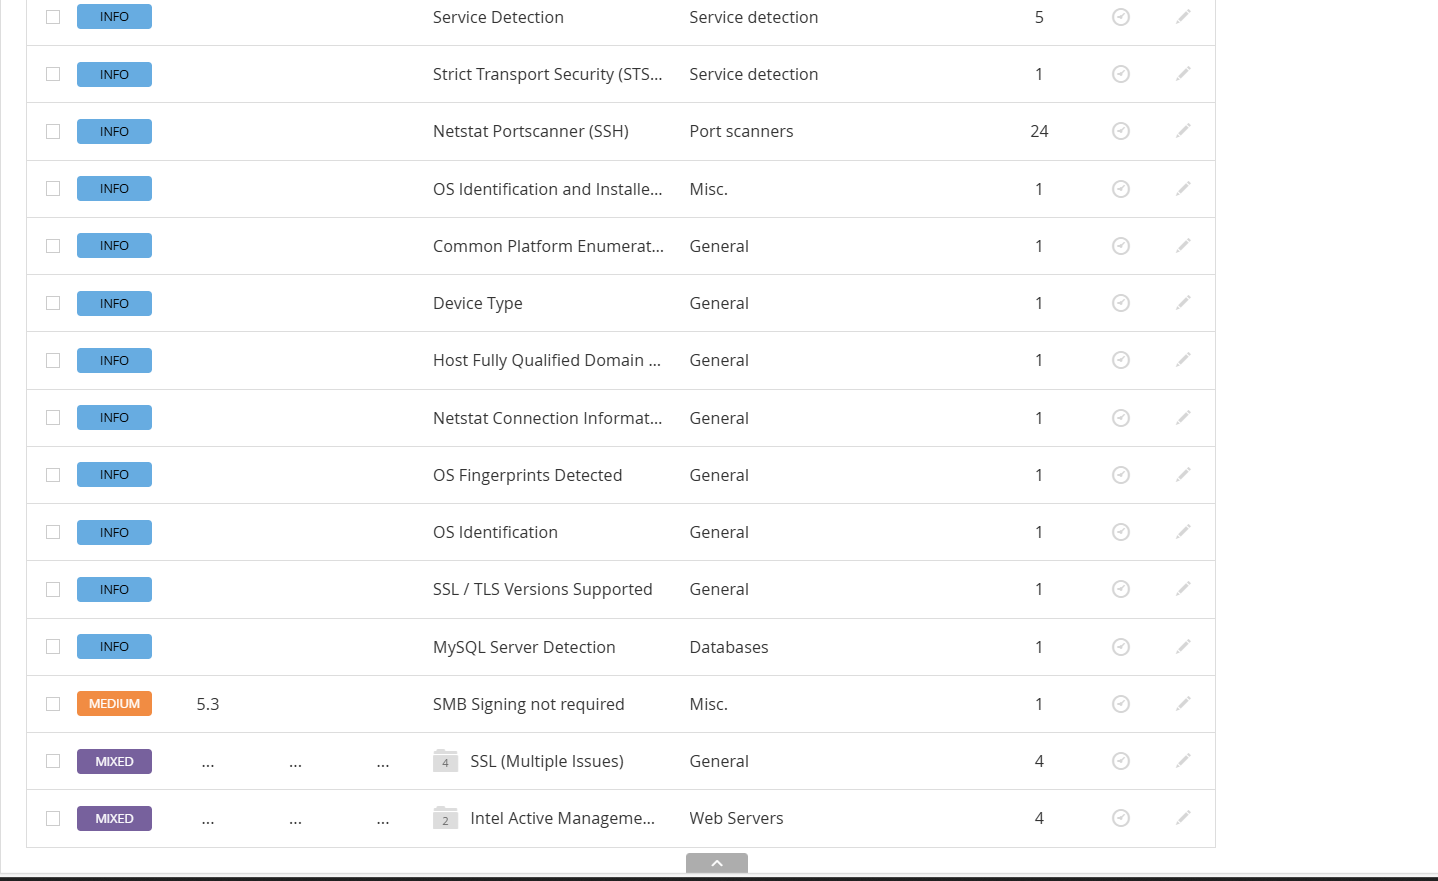 INFO Service Detection Service detection 5
INFO Strict Transport Security (STS... Service detection 1
INFO Netstat Portscanner (SSH) Port scanners 24
INFO OS Identification and Installe... Misc. 1
INFO Common Platform Enumerat... General 1
INFO Device Type General 1
INFO Host Fully Qualified Domain ... General 1
INFO Netstat Connection Informat... General 1
INFO OS Fingerprints Detected General 1
INFO OS Identification General 1
INFO SSL / TLS Versions Supported General 1
INFO MySQL Server Detection Databases 1
MEDIUM 5.3 SMB Signing not required Misc. 1
MIXED ... ... ... 4 SSL (Multiple Issues) General 4
MIXED ... ... ... 2 Intel Active Manageme... Web Servers 4